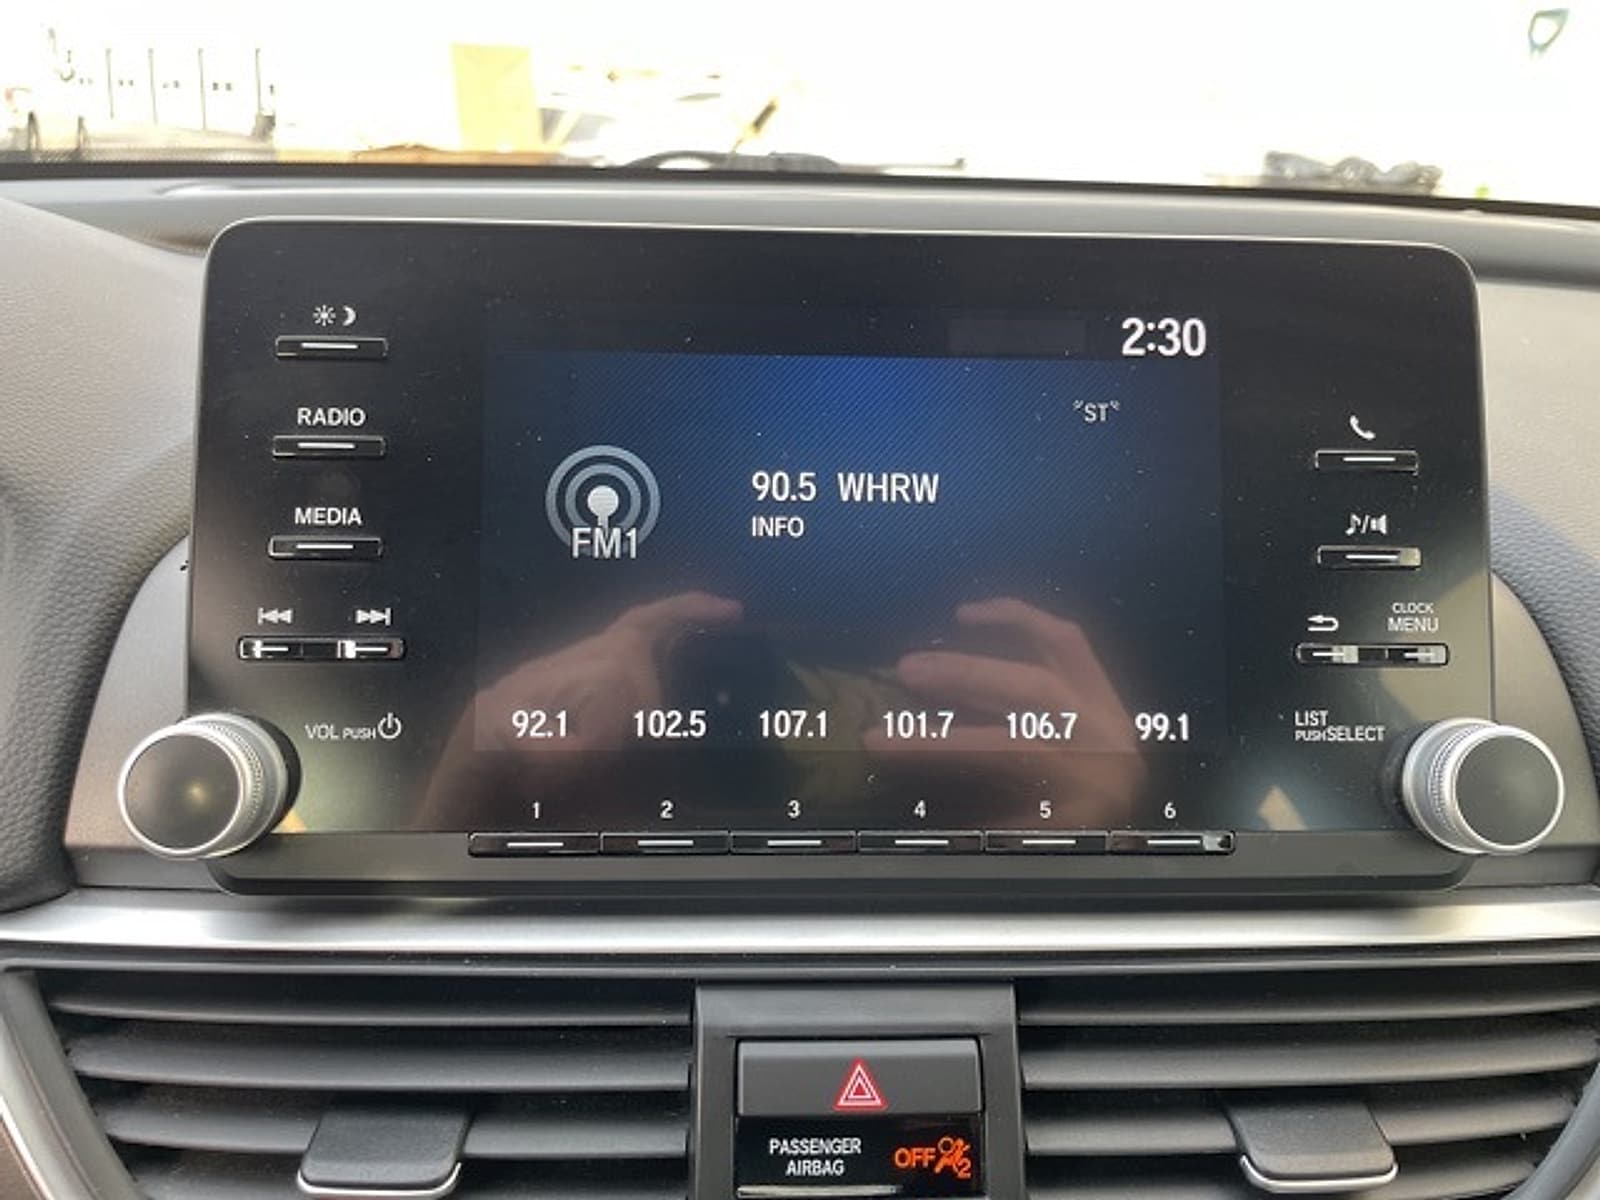 2:30
RADIO
"ST"
90.5 WHRW
INFO
FM1
MEDIA
CLOCK
MENU
92.1 102.5 107.1 101.7 106.7 99.1
VOL PUSH
LIST
PUSH SELECT
1 2 3 4 5 6
PASSENGER
AIRBAG
OFF 2